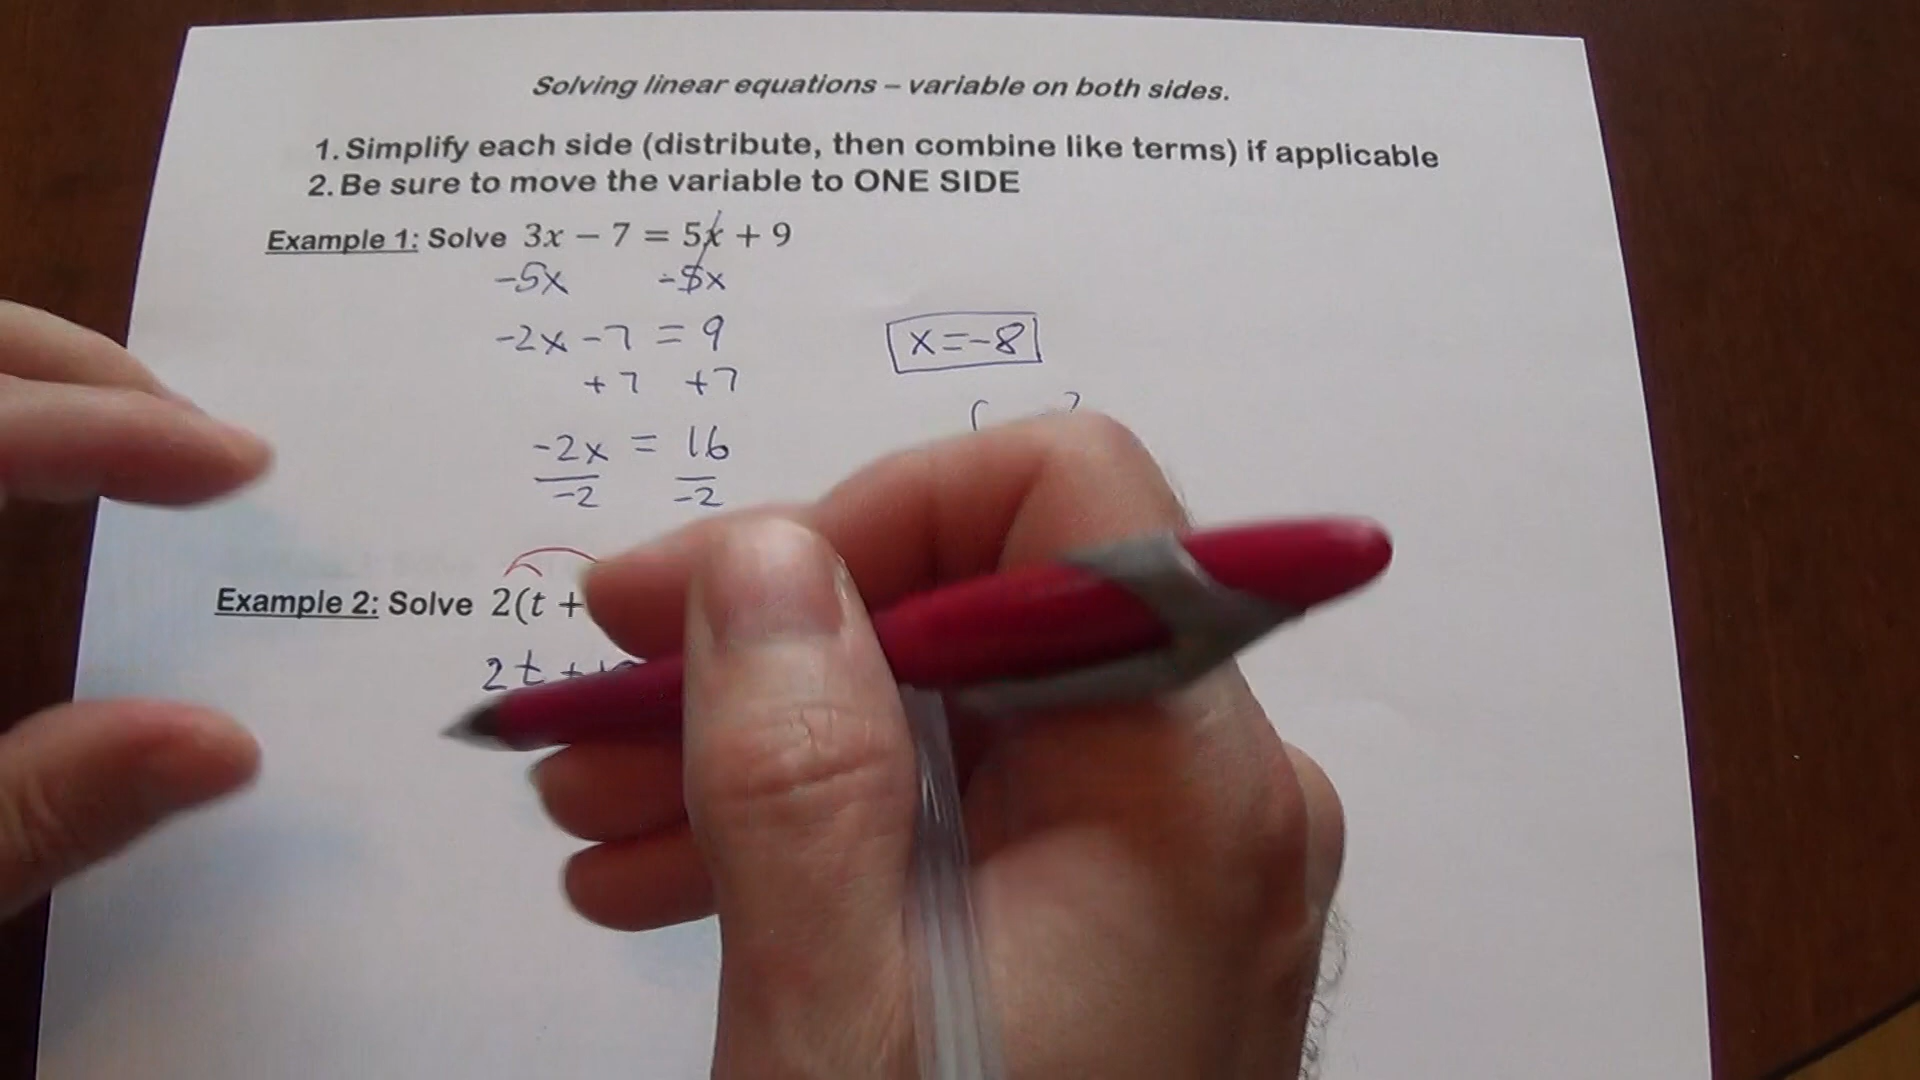 Solving linear equations – variable on both sides.
1. Simplify each side (distribute, then combine like terms) if applicable
2. Be sure to move the variable to ONE SIDE
Example 1: Solve 3x − 7 = 5x + 9
-5x -5x
-2x - 7 = 9
x = -8
+7 +7
-2x = 16
-2 -2
Example 2: Solve 2(t +
2t +